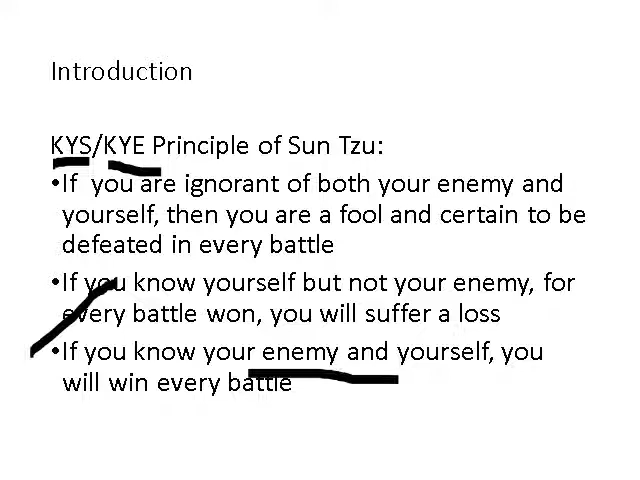 Introduction
KYS/KYE Principle of Sun Tzu:
•If you are ignorant of both your enemy and
yourself, then you are a fool and certain to be
defeated in every battle
•If you know yourself but not your enemy, for
every battle won, you will suffer a loss
•If you know your enemy and yourself, you
will win every battle